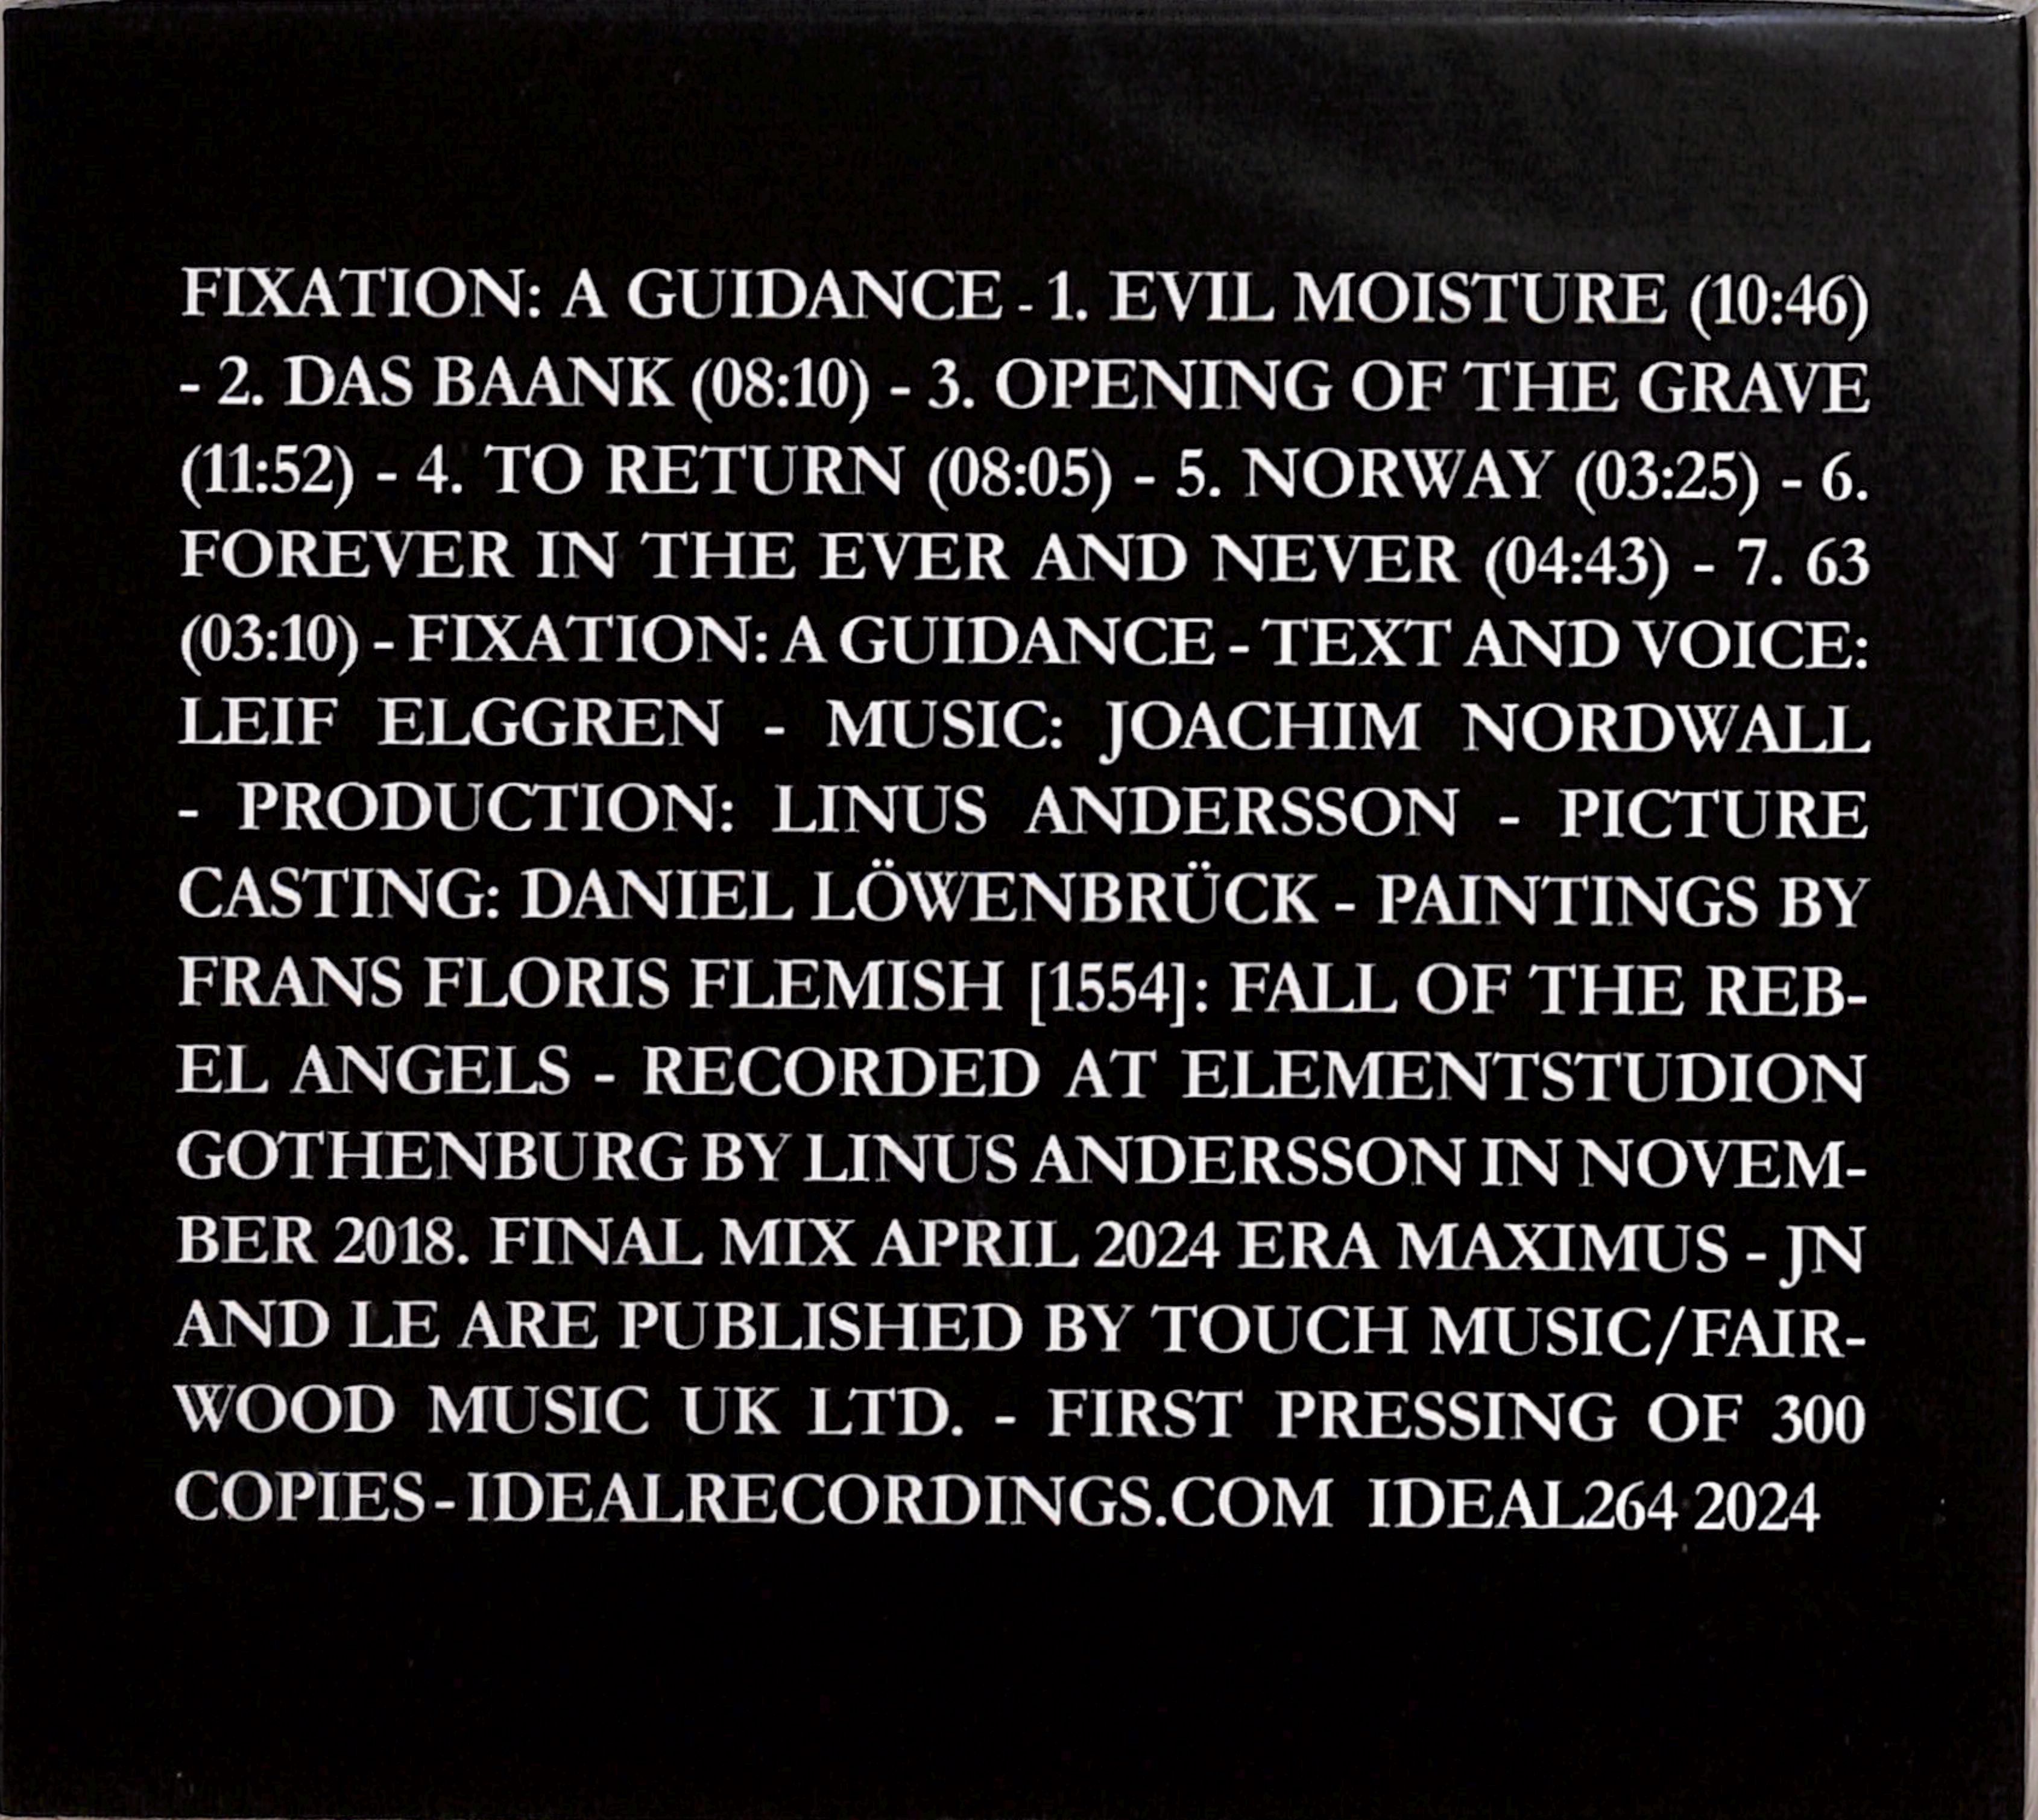 FIXATION: A GUIDANCE - 1. EVIL MOISTURE (10:46)
- 2. DAS BAANK (08:10) - 3. OPENING OF THE GRAVE
(11:52) - 4. TO RETURN (08:05) - 5. NORWAY (03:25) - 6.
FOREVER IN THE EVER AND NEVER (04:43) - 7. 63
(03:10) - FIXATION: A GUIDANCE - TEXT AND VOICE:
LEIF ELGGREN - MUSIC: JOACHIM NORDWALL
- PRODUCTION: LINUS ANDERSSON - PICTURE
CASTING: DANIEL LÖWENBRÜCK - PAINTINGS BY
FRANS FLORIS FLEMISH [1554]: FALL OF THE REB-
EL ANGELS - RECORDED AT ELEMENTSTUDION
GOTHENBURG BY LINUS ANDERSSON IN NOVEM-
BER 2018. FINAL MIX APRIL 2024 ERA MAXIMUS - JN
AND LE ARE PUBLISHED BY TOUCH MUSIC/FAIR-
WOOD MUSIC UK LTD. - FIRST PRESSING OF 300
COPIES - IDEALRECORDINGS.COM IDEAL264 2024